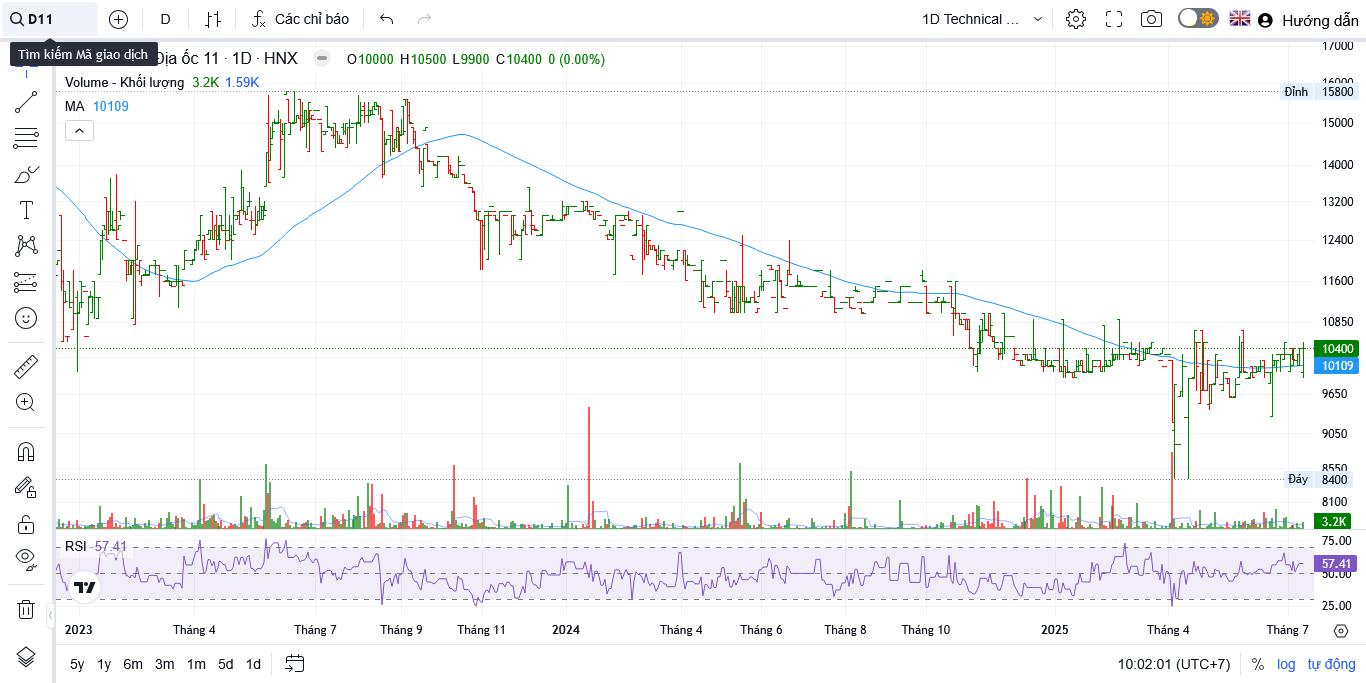 D11
D
Các chỉ báo
1D Technical ...
Hướng dẫn
Tìm kiếm Mã giao dịch
Địa ốc 11 · 1D · HNX
O10000 H10500 L9900 C10400 0 (0.00%)
Volume - Khối lượng 3.2K 1.59K
MA 10109
17000
16000
Đỉnh 15800
15000
14000
13200
12400
11600
10850
10400
10109
9650
9050
8550
Đáy 8400
8100
3.2K
RSI 57.41
75.00
57.41
50.00
25.00
2023 Tháng 4 Tháng 7 Tháng 9 Tháng 11 2024 Tháng 4 Tháng 6 Tháng 8 Tháng 10 2025 Tháng 4 Tháng 7
5y 1y 6m 3m 1m 5d 1d
10:02:01 (UTC+7) % log tự động